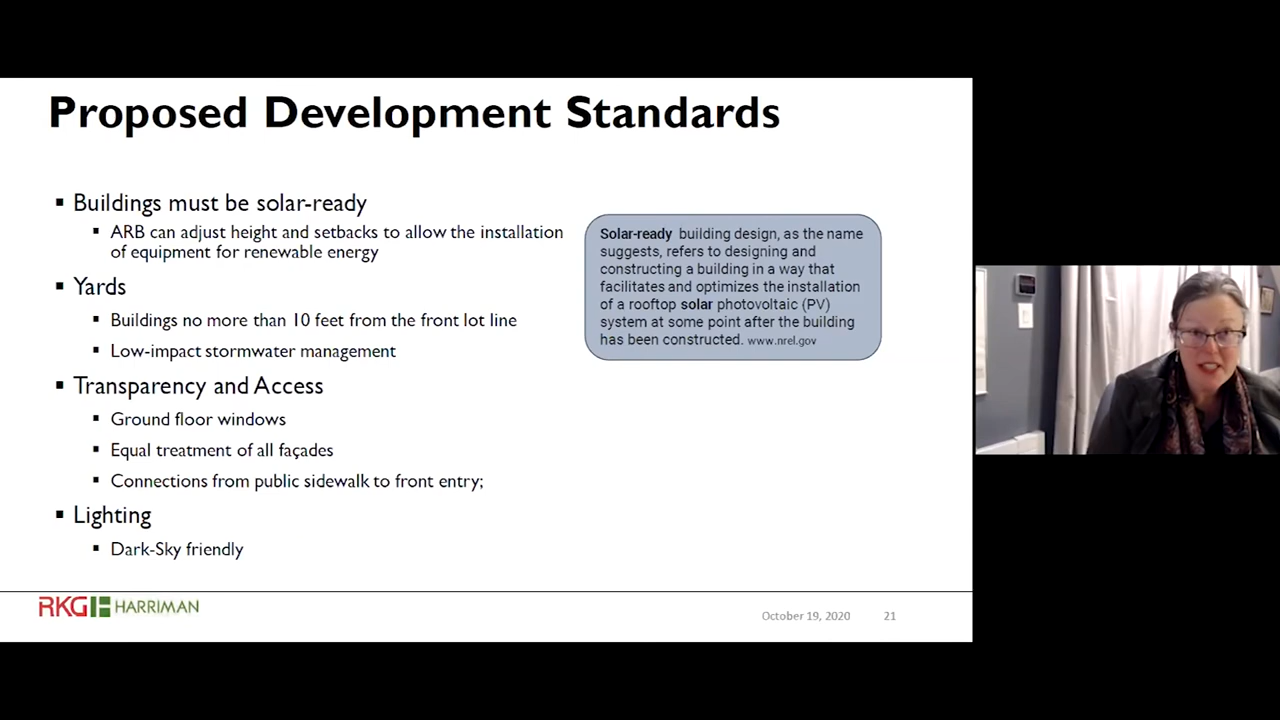 Proposed Development Standards
▪ Buildings must be solar-ready
▪ ARB can adjust height and setbacks to allow the installation
of equipment for renewable energy
▪ Yards
▪ Buildings no more than 10 feet from the front lot line
▪ Low-impact stormwater management
▪ Transparency and Access
▪ Ground floor windows
▪ Equal treatment of all façades
▪ Connections from public sidewalk to front entry;
▪ Lighting
▪ Dark-Sky friendly
Solar-ready building design, as the name
suggests, refers to designing and
constructing a building in a way that
facilitates and optimizes the installation
of a rooftop solar photovoltaic (PV)
system at some point after the building
has been constructed. www.nrel.gov
RKG HARRIMAN
October 19, 2020 21